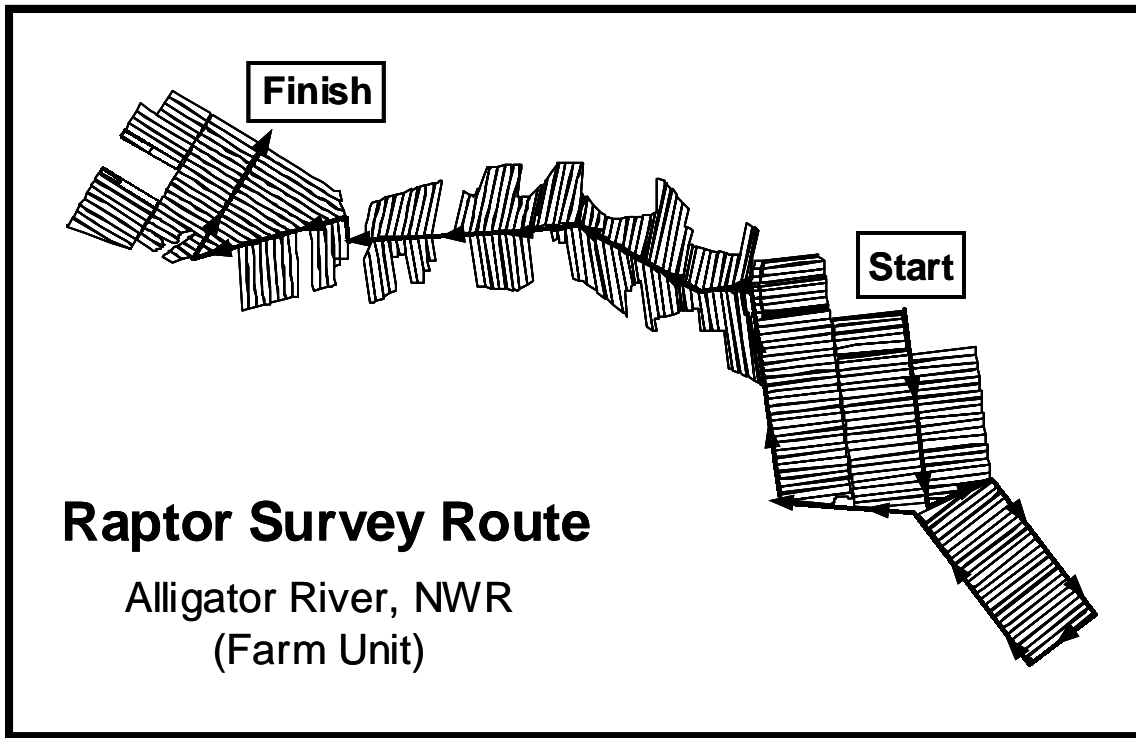 Finish
Start
Raptor Survey Route
Alligator River, NWR
(Farm Unit)